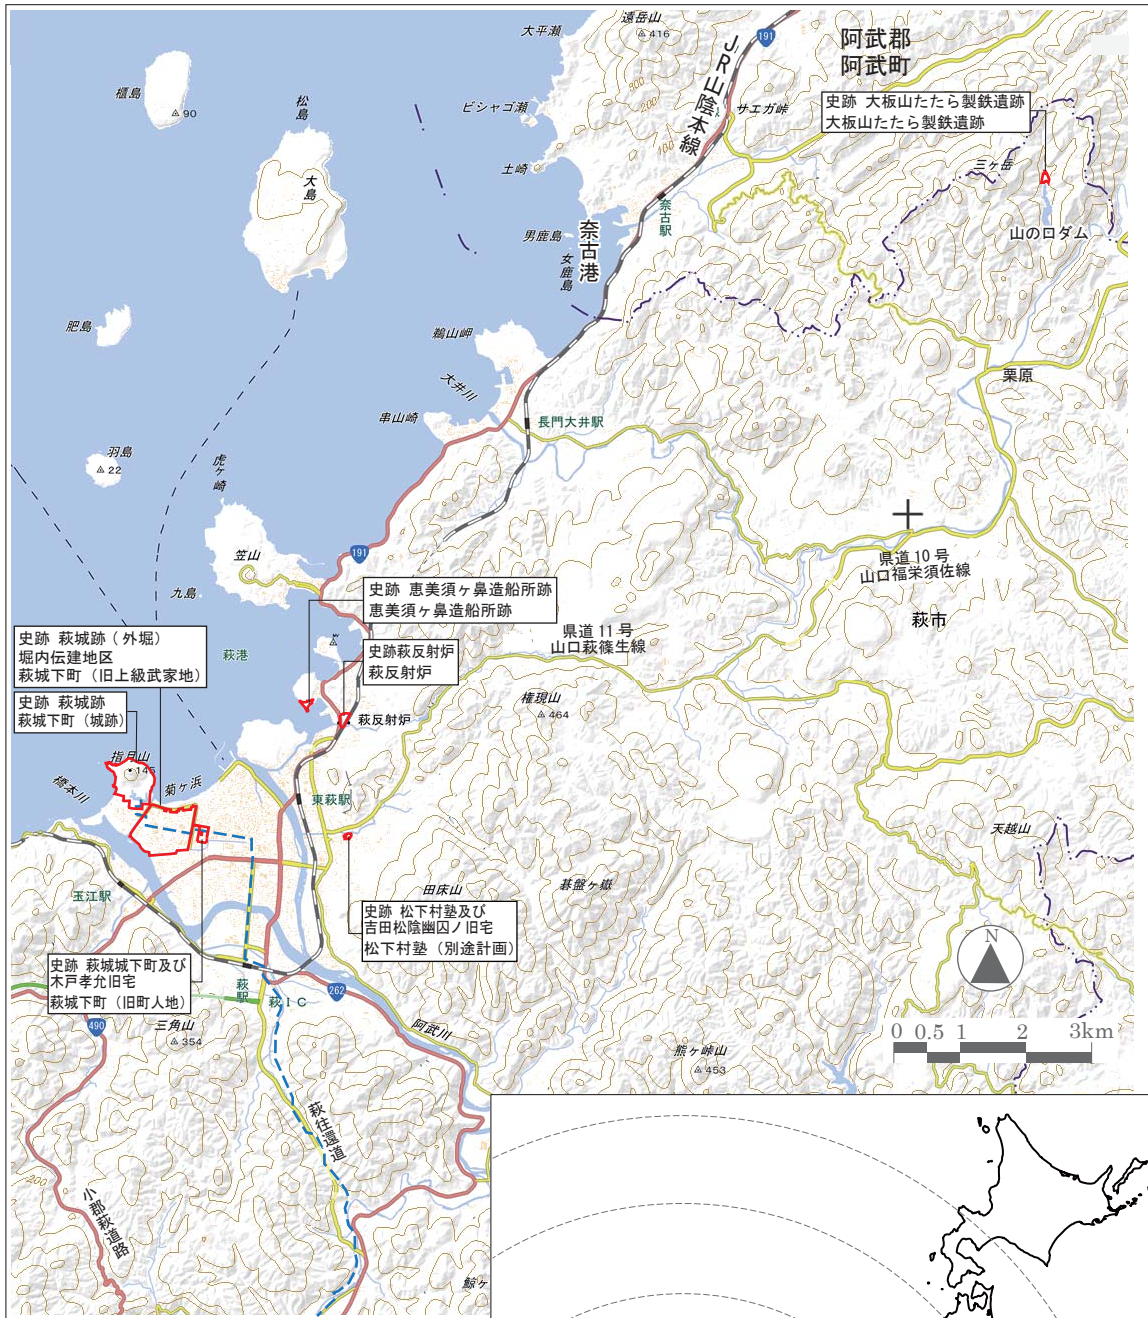 遠岳山
416
大平瀬
191
阿武郡
阿武町
JR山陰本線
櫃島
90
松島
大島
ビシャゴ瀬
サエガ峠
史跡 大板山たたら製鉄遺跡
大板山たたら製鉄遺跡
三ヶ岳
土崎
奈古駅
男鹿島
女鹿島
奈古港
山の口ダム
300
200
100
肥島
鵜山岬
大井川
栗原
串山崎
長門大井駅
羽島
22
虎ヶ崎
笠山
191
県道10号
山口福栄須佐線
九島
史跡 恵美須ヶ鼻造船所跡
恵美須ヶ鼻造船所跡
萩市
史跡 萩城跡(外堀)
堀内伝建地区
萩城下町(旧上級武家地)
萩港
史跡萩反射炉
萩反射炉
県道11号
山口萩篠生線
史跡 萩城跡
萩城下町(城跡)
権現山
464
萩反射炉
指月山
145
橋本川
菊ヶ浜
東萩駅
天越山
玉江駅
田床山
碁盤ヶ嶽
史跡 松下村塾及び
吉田松陰幽囚ノ旧宅
松下村塾(別途計画)
N
史跡 萩城城下町及び
木戸孝允旧宅
萩城下町(旧町人地)
萩駅
萩IC
262
490
三角山
354
阿武川
0 0.5 1 2 3km
熊ヶ峠山
453
萩往還道
200
小郡萩道路
鯨ヶ